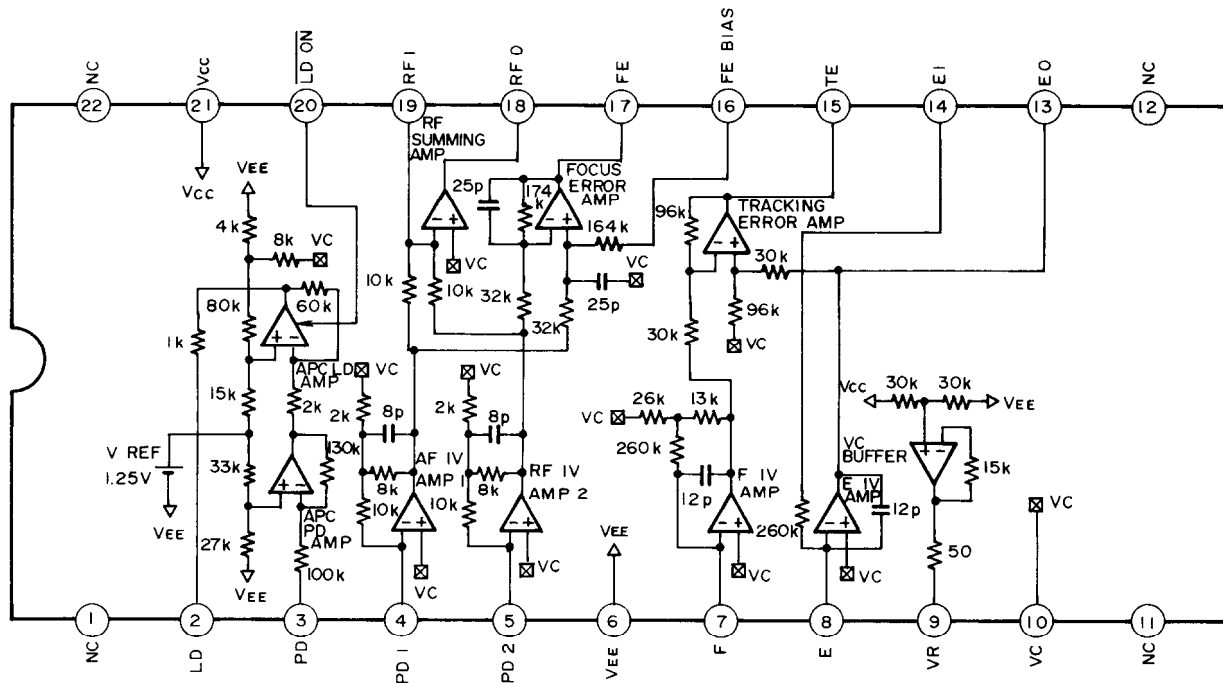 NC
Vcc
LD ON
RF I
RF O
FE
FE BIAS
TE
EI
EO
NC
22
21
20
19
18
17
16
15
14
13
12
VCC
VEE
4k
8k
VC
80k
60k
1k
APC LD
AMP
15k
2k
V REF
1.25V
33k
130k
VEE
27k
APC
PD
AMP
100k
VEE
RF
SUMMING
AMP
25p
174
k
FOCUS
ERROR
AMP
164k
VC
25p
VC
10k
10k
32k
32k
VC
2k
8p
8k
10k
AF IV
AMP 1
VC
VC
2k
8p
8k
10k
RF IV
AMP 2
VC
VEE
96k
TRACKING
ERROR AMP
30k
96k
VC
30k
VC
26k
13k
260k
12p
F IV
AMP
VC
260k
E IV
AMP
12p
VC
Vcc
30k
30k
VEE
VC
BUFFER
15k
50
VC
1
2
3
4
5
6
7
8
9
10
11
NC
LD
PD
PD 1
PD 2
VEE
F
E
VR
VC
NC